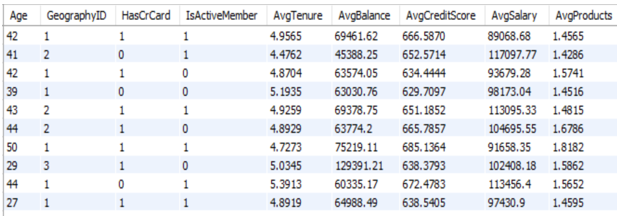 Age GeographyID HasCrCard IsActiveMember AvgTenure AvgBalance AvgCreditScore AvgSalary AvgProducts
42 1 1 1 4.9565 69461.62 666.5870 89068.68 1.4565
41 2 0 1 4.4762 45388.25 652.5714 117097.77 1.4286
42 1 1 0 4.8704 63574.05 634.4444 93679.28 1.5741
39 1 0 0 5.1935 63030.76 629.7097 98173.04 1.4516
43 2 1 1 4.9259 69378.75 651.1852 113095.33 1.4815
44 2 1 0 4.8929 63774.2 665.7857 104695.55 1.6786
50 1 1 1 4.7273 75219.11 685.1364 91658.35 1.8182
29 3 1 0 5.0345 129391.21 638.3793 102408.18 1.5862
44 1 0 1 5.3913 60335.17 672.4783 113456.4 1.5652
27 1 1 1 4.8919 64988.49 638.5405 97430.9 1.4595